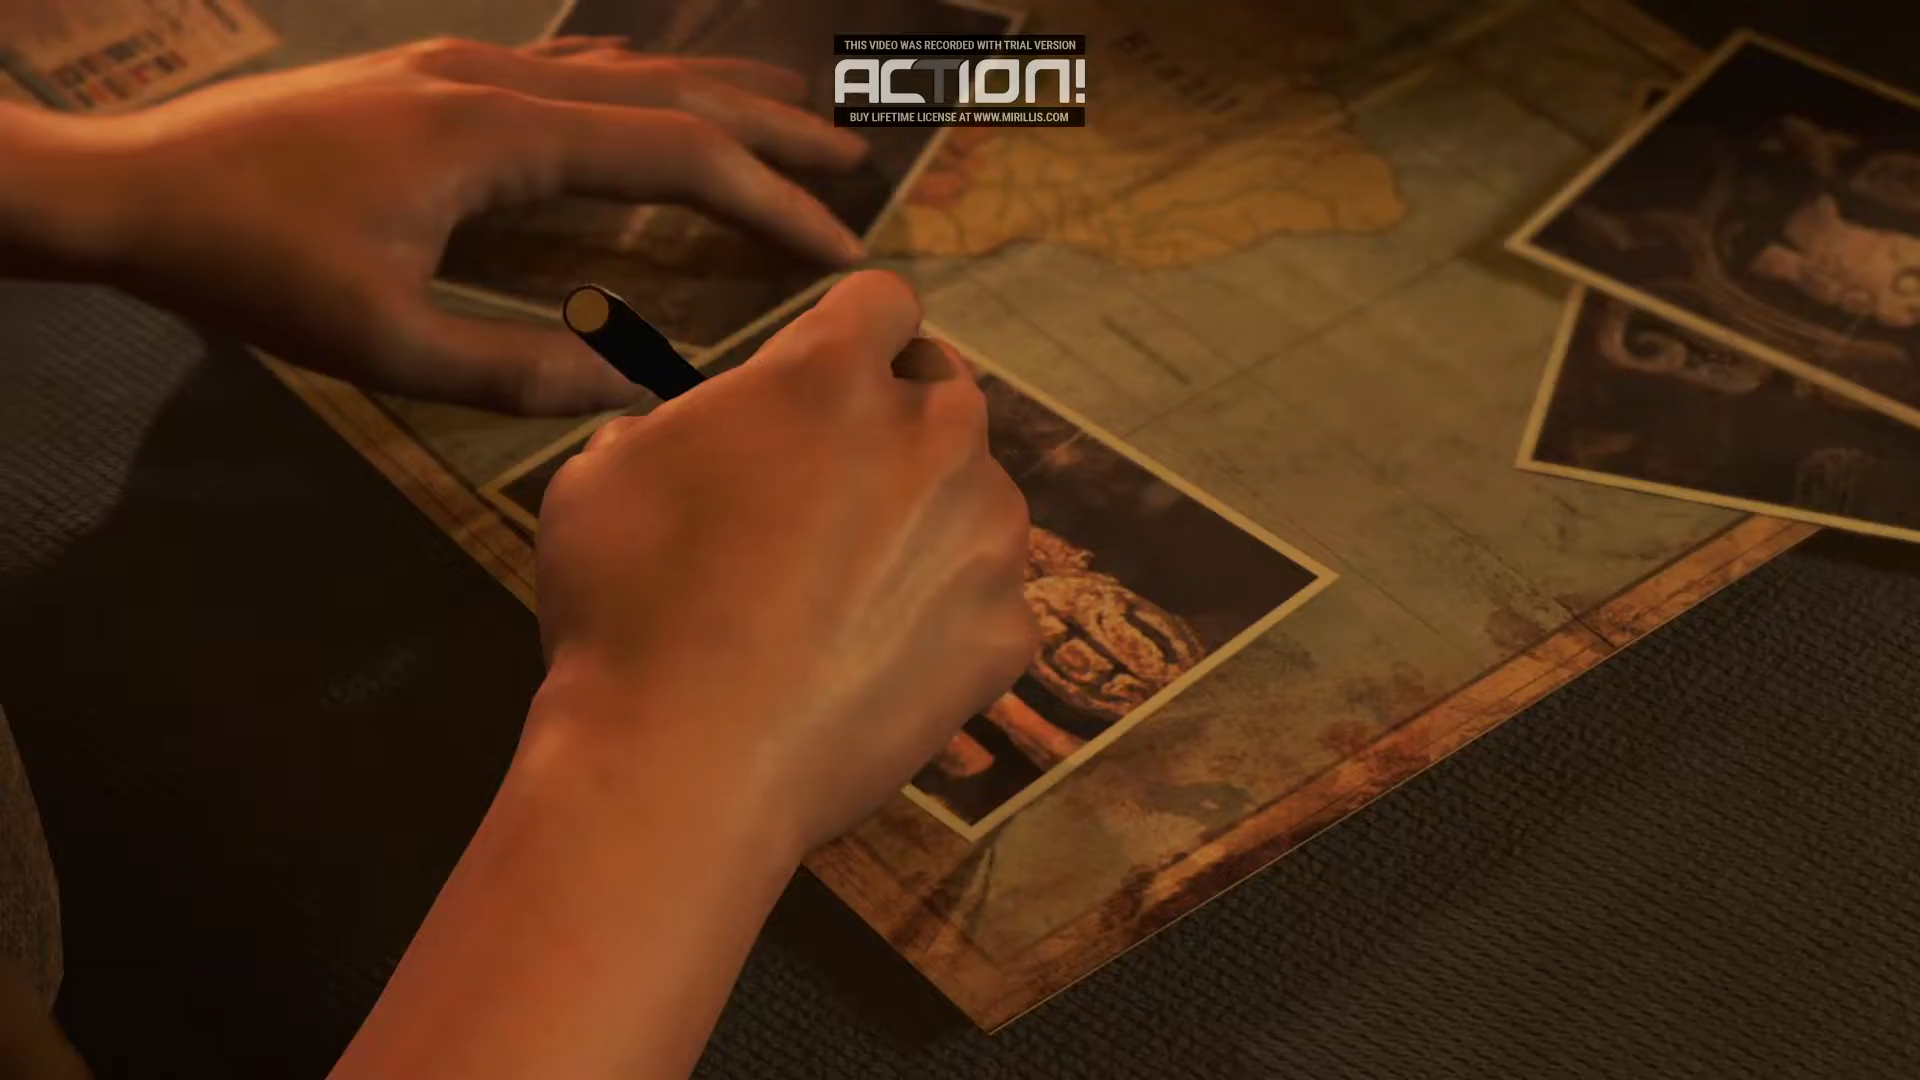 THIS VIDEO WAS RECORDED WITH TRIAL VERSION
ACTION!
BUY LIFETIME LICENSE AT WWW.MIRILLIS.COM